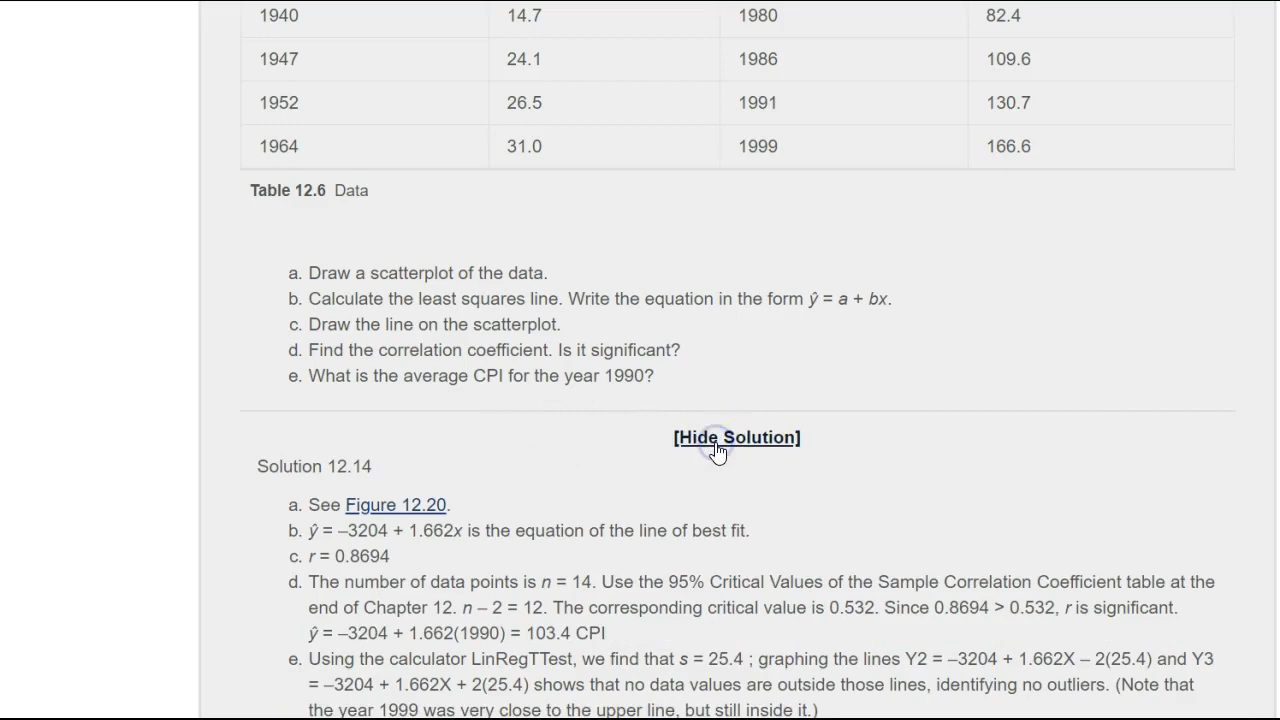 1940 14.7 1980 82.4
1947 24.1 1986 109.6
1952 26.5 1991 130.7
1964 31.0 1999 166.6
Table 12.6 Data
a. Draw a scatterplot of the data.
b. Calculate the least squares line. Write the equation in the form ŷ = a + bx.
c. Draw the line on the scatterplot.
d. Find the correlation coefficient. Is it significant?
e. What is the average CPI for the year 1990?
[Hide Solution]
Solution 12.14
a. See Figure 12.20.
b. ŷ = –3204 + 1.662x is the equation of the line of best fit.
c. r = 0.8694
d. The number of data points is n = 14. Use the 95% Critical Values of the Sample Correlation Coefficient table at the
end of Chapter 12. n – 2 = 12. The corresponding critical value is 0.532. Since 0.8694 > 0.532, r is significant.
ŷ = –3204 + 1.662(1990) = 103.4 CPI
e. Using the calculator LinRegTTest, we find that s = 25.4 ; graphing the lines Y2 = –3204 + 1.662X – 2(25.4) and Y3
= –3204 + 1.662X + 2(25.4) shows that no data values are outside those lines, identifying no outliers. (Note that
the year 1999 was very close to the upper line, but still inside it.)